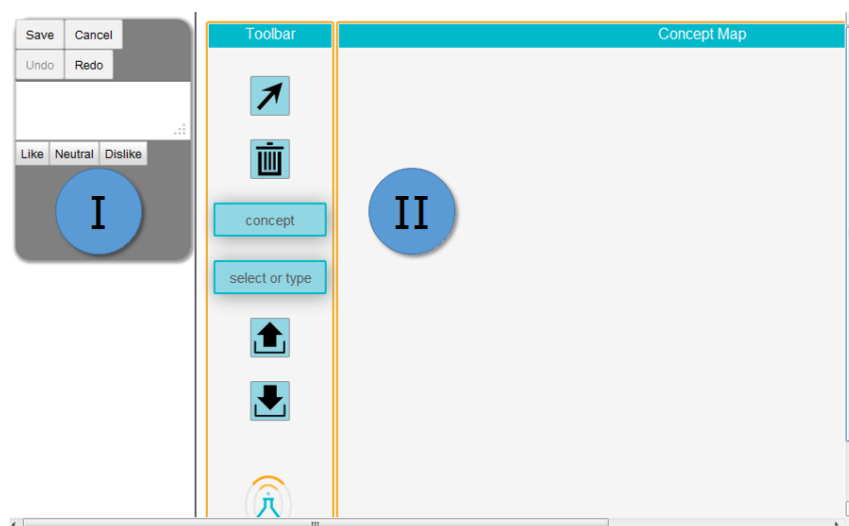 Save Cancel
Undo Redo
Like Neutral Dislike
I
Toolbar
concept
select or type
Concept Map
II